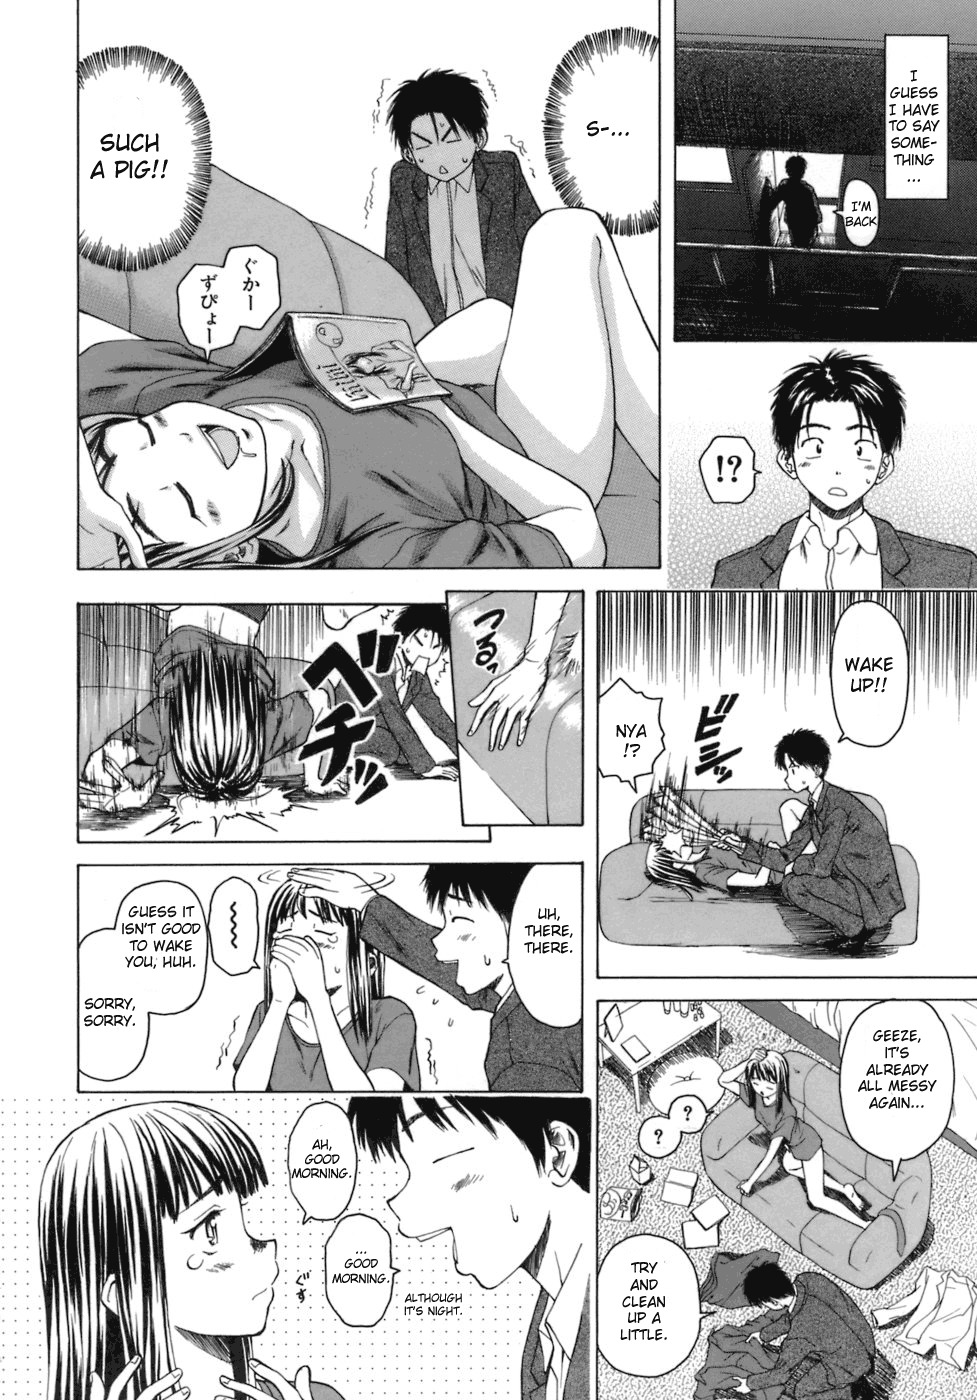 I
GUESS
I HAVE
TO SAY
SOME-
THING
...
I'M
BACK
!?
S-...
SUCH
A PIG!!
ぐかー
ずぴょー
WAKE
UP!!
NYA
!?
ビシッ
つるっ
ベチ
UH,
THERE,
THERE.
GUESS IT
ISN'T GOOD
TO WAKE
YOU, HUH.
SORRY,
SORRY.
GEEZE,
IT'S
ALREADY
ALL MESSY
AGAIN...
?
?
TRY
AND
CLEAN
UP A
LITTLE.
AH,
GOOD
MORNING.
...
GOOD
MORNING.
ALTHOUGH
IT'S NIGHT.
ぐす